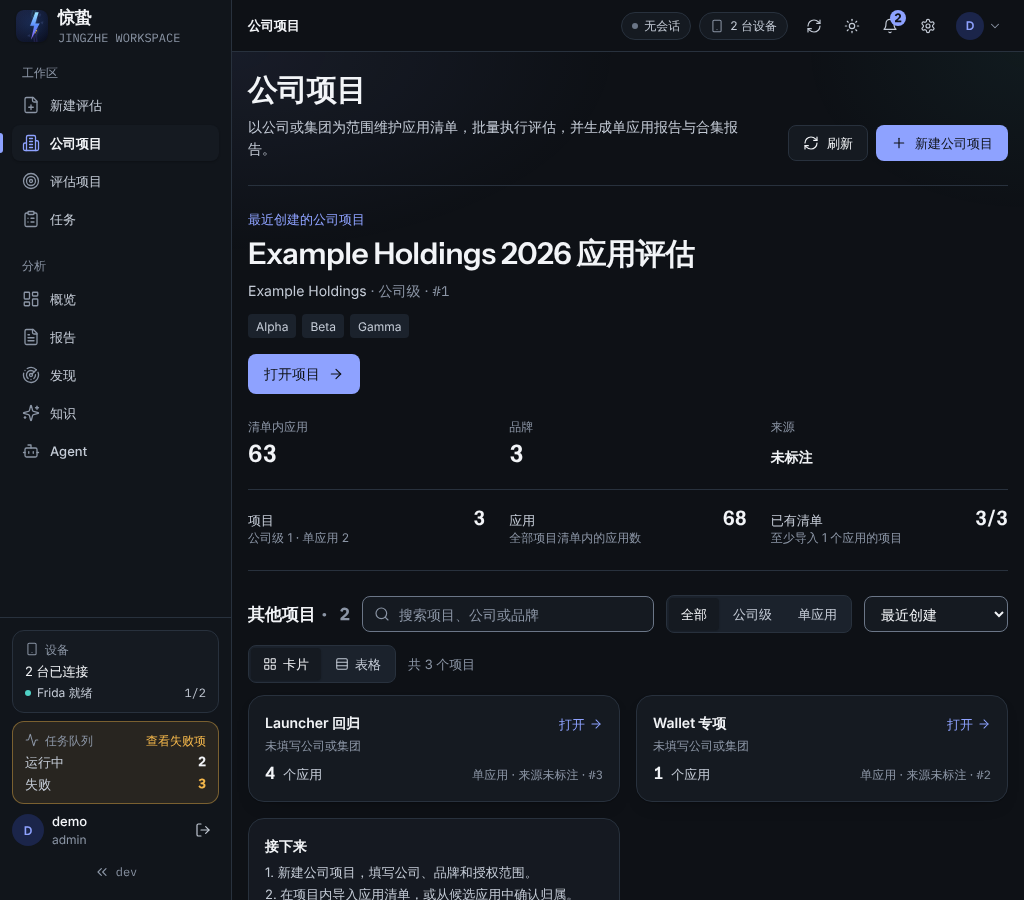 惊蛰
JINGZHE WORKSPACE
工作区
新建评估
公司项目
评估项目
任务
分析
概览
报告
发现
知识
Agent
设备
2 台已连接
Frida 就绪 1/2
任务队列 查看失败项
运行中 2
失败 3
D demo
admin
dev
公司项目
无会话
2 台设备
2
D
公司项目
以公司或集团为范围维护应用清单，批量执行评估，并生成单应用报告与合集报
告。
刷新
新建公司项目
最近创建的公司项目
Example Holdings 2026 应用评估
Example Holdings · 公司级 · #1
Alpha Beta Gamma
打开项目
清单内应用 品牌 来源
63 3 未标注
项目 3 应用 68 已有清单 3/3
公司级 1 · 单应用 2 全部项目清单内的应用数 至少导入 1 个应用的项目
其他项目 · 2 搜索项目、公司或品牌 全部 公司级 单应用 最近创建
卡片 表格 共 3 个项目
Launcher 回归 打开
未填写公司或集团
4 个应用 单应用 · 来源未标注 · #3
Wallet 专项 打开
未填写公司或集团
1 个应用 单应用 · 来源未标注 · #2
接下来
1. 新建公司项目，填写公司、品牌和授权范围。
2. 在项目内导入应用清单，或从候选应用中确认归属。